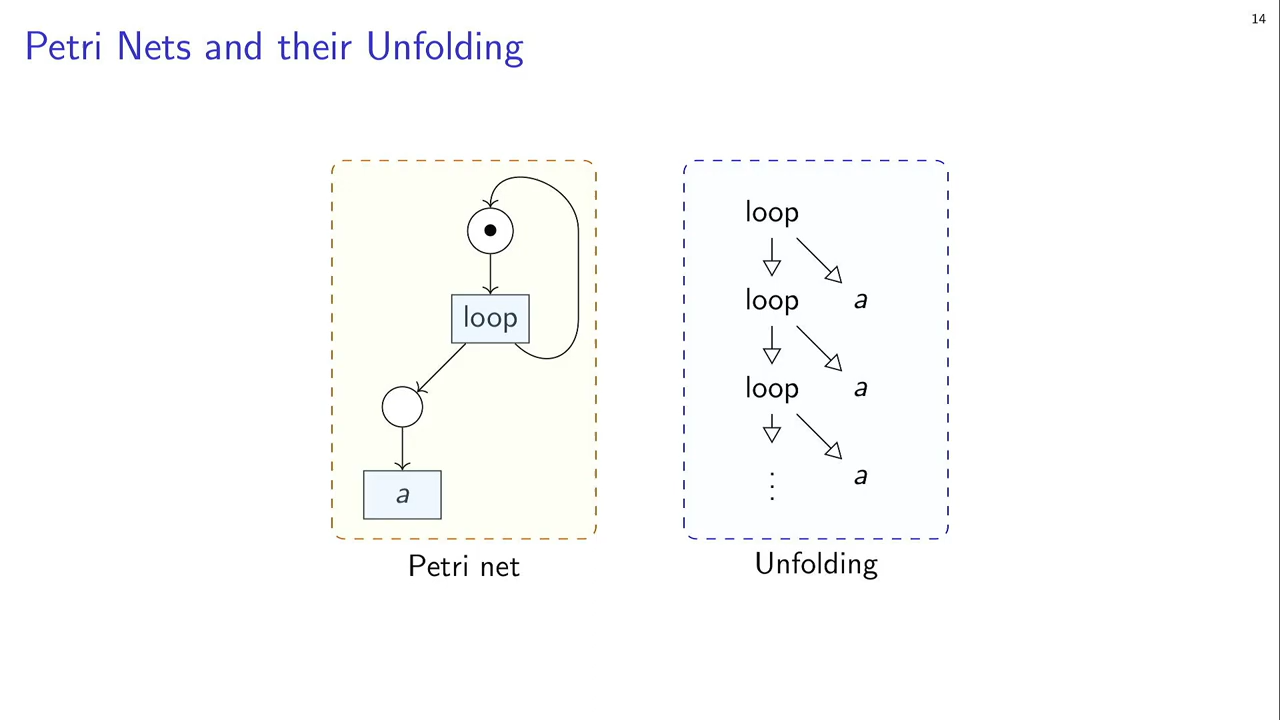 14
Petri Nets and their Unfolding
loop
a
Petri net
loop
loop
a
loop
a
⋮
a
Unfolding